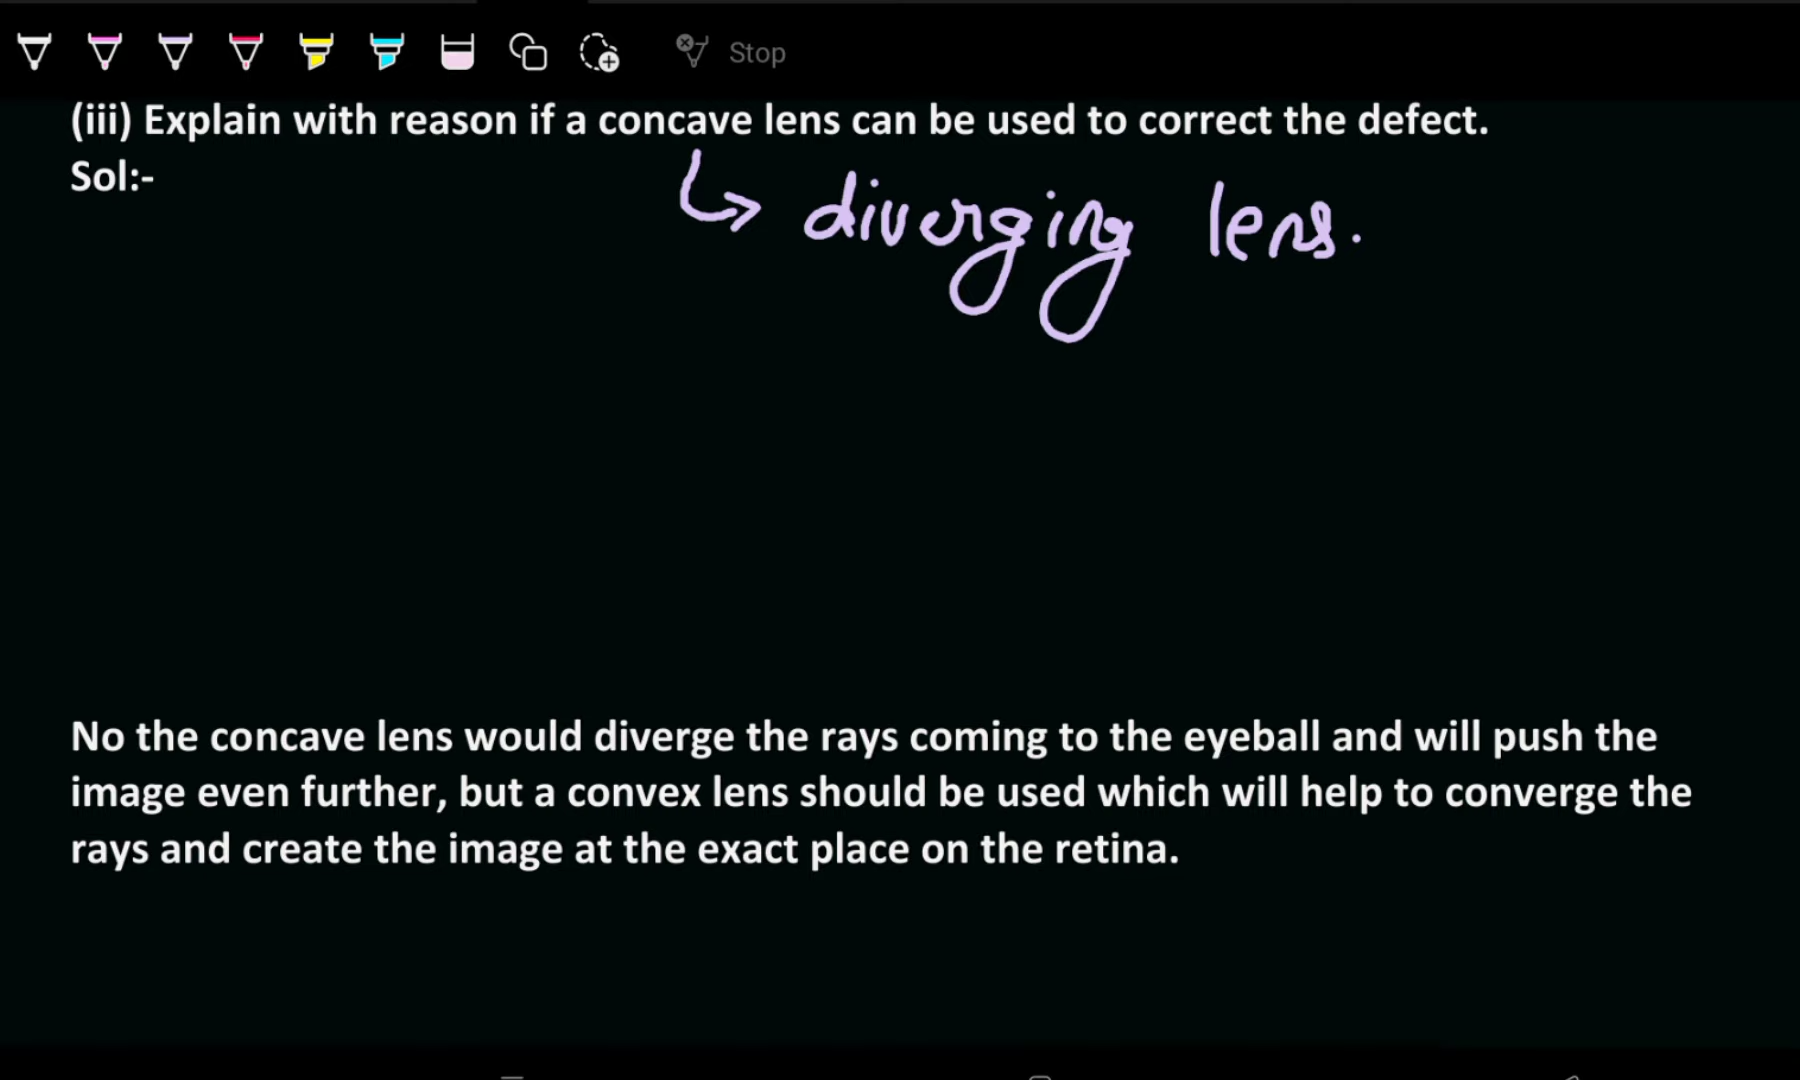 Stop
(iii) Explain with reason if a concave lens can be used to correct the defect.
Sol:-
diverging lens.
No the concave lens would diverge the rays coming to the eyeball and will push the
image even further, but a convex lens should be used which will help to converge the
rays and create the image at the exact place on the retina.